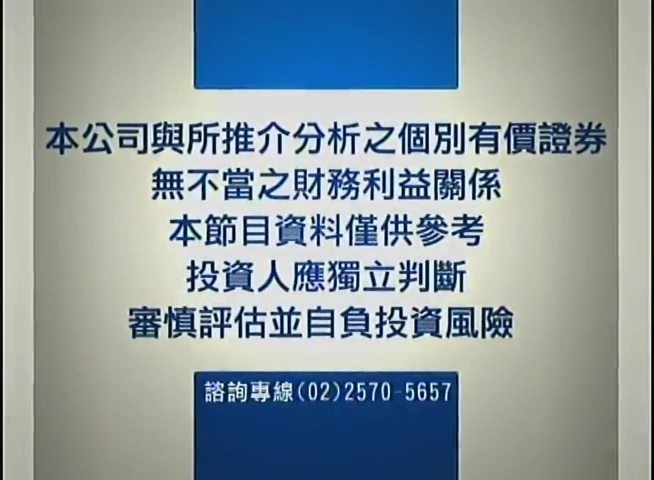 本公司與所推介分析之個別有價證券
無不當之財務利益關係
本節目資料僅供參考
投資人應獨立判斷
審慎評估並自負投資風險
諮詢專線(02)2570-5657